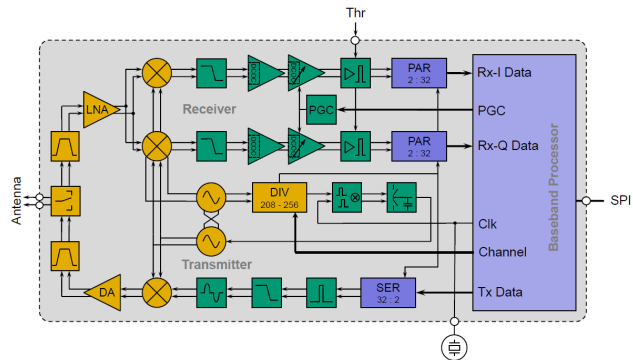 Thr
LNA
Receiver
PAR
2 : 32
Rx-I Data
PGC
PGC
PAR
2 : 32
Rx-Q Data
Baseband Processor
SPI
Antenna
DIV
208 - 256
Clk
Channel
Transmitter
DA
SER
32 : 2
Tx Data